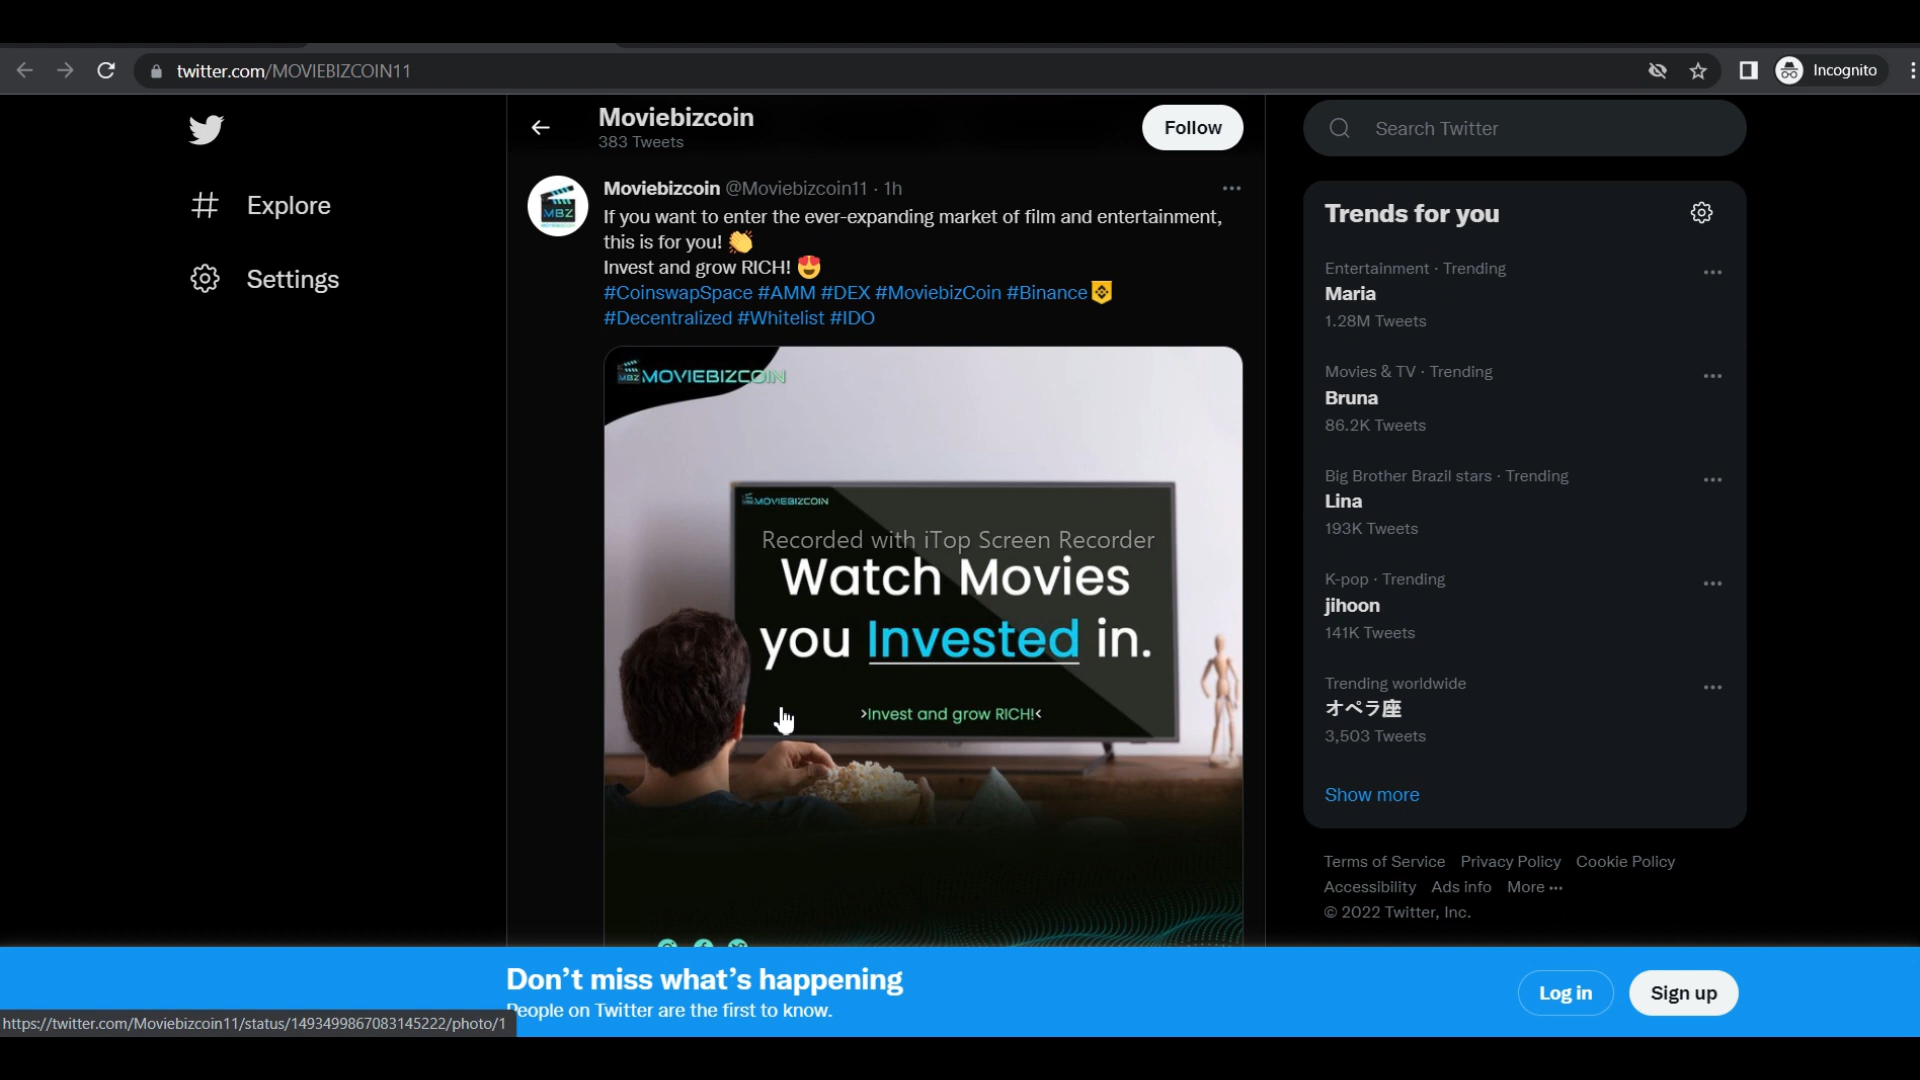 twitter.com/MOVIEBIZCOIN11
Incognito
Explore
Settings
Moviebizcoin
383 Tweets
Follow
Moviebizcoin @Moviebizcoin11 · 1h
If you want to enter the ever-expanding market of film and entertainment,
this is for you! 👏
Invest and grow RICH! 😍
#CoinswapSpace #AMM #DEX #MoviebizCoin #Binance
#Decentralized #Whitelist #IDO
MBZ
MBZ MOVIEBIZCOIN
MOVIEBIZCOIN
Recorded with iTop Screen Recorder
Watch Movies
you Invested in.
>Invest and grow RICH!<
Search Twitter
Trends for you
Entertainment · Trending
Maria
1.28M Tweets
Movies & TV · Trending
Bruna
86.2K Tweets
Big Brother Brazil stars · Trending
Lina
193K Tweets
K-pop · Trending
jihoon
141K Tweets
Trending worldwide
オペラ座
3,503 Tweets
Show more
Terms of Service Privacy Policy Cookie Policy
Accessibility Ads info More ···
© 2022 Twitter, Inc.
Don't miss what's happening
People on Twitter are the first to know.
Log in
Sign up
https://twitter.com/Moviebizcoin11/status/1493499867083145222/photo/1